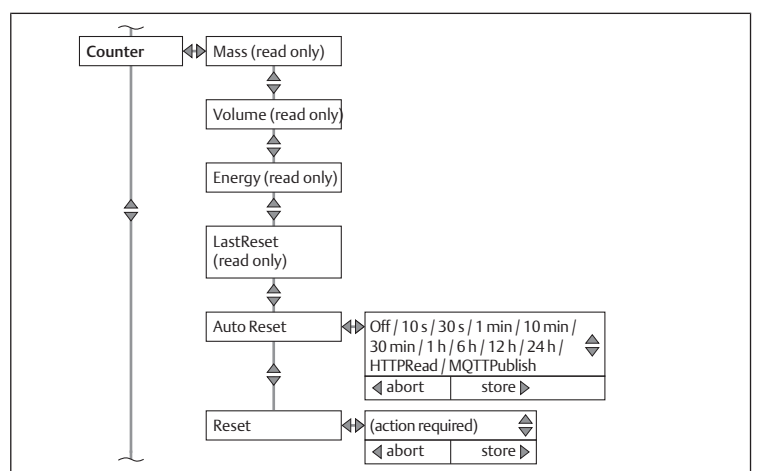 Counter
Mass (read only)
Volume (read only)
Energy (read only)
LastReset
(read only)
Auto Reset
Off / 10 s / 30 s / 1 min / 10 min /
30 min / 1 h / 6 h / 12 h / 24 h /
HTTPRead / MQTTPublish
abort
store
Reset
(action required)
abort
store